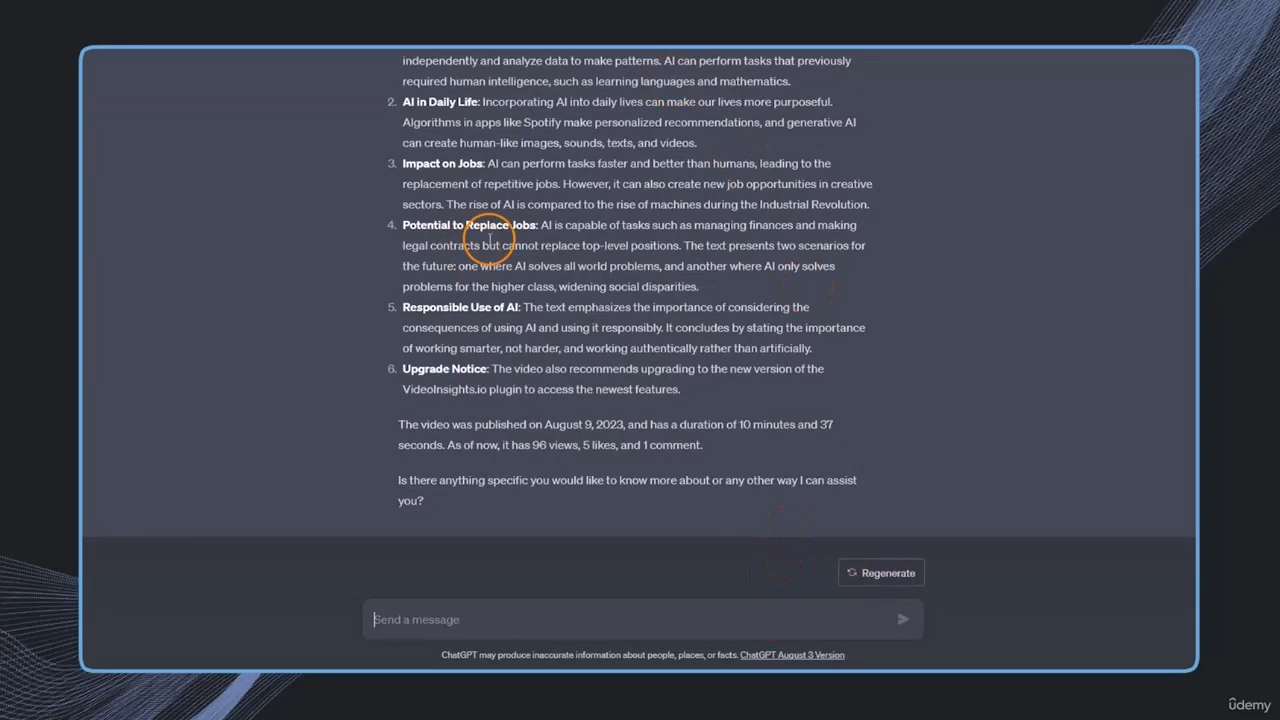 independently and analyze data to make patterns. AI can perform tasks that previously
required human intelligence, such as learning languages and mathematics.
2. AI in Daily Life: Incorporating AI into daily lives can make our lives more purposeful.
Algorithms in apps like Spotify make personalized recommendations, and generative AI
can create human-like images, sounds, texts, and videos.
3. Impact on Jobs: AI can perform tasks faster and better than humans, leading to the
replacement of repetitive jobs. However, it can also create new job opportunities in creative
sectors. The rise of AI is compared to the rise of machines during the Industrial Revolution.
4. Potential to Replace Jobs: AI is capable of tasks such as managing finances and making
legal contracts but cannot replace top-level positions. The text presents two scenarios for
the future: one where AI solves all world problems, and another where AI only solves
problems for the higher class, widening social disparities.
5. Responsible Use of AI: The text emphasizes the importance of considering the
consequences of using AI and using it responsibly. It concludes by stating the importance
of working smarter, not harder, and working authentically rather than artificially.
6. Upgrade Notice: The video also recommends upgrading to the new version of the
VideoInsights.io plugin to access the newest features.
The video was published on August 9, 2023, and has a duration of 10 minutes and 37
seconds. As of now, it has 96 views, 5 likes, and 1 comment.
Is there anything specific you would like to know more about or any other way I can assist
you?
Regenerate
Send a message
ChatGPT may produce inaccurate information about people, places, or facts. ChatGPT August 3 Version
ûdemy